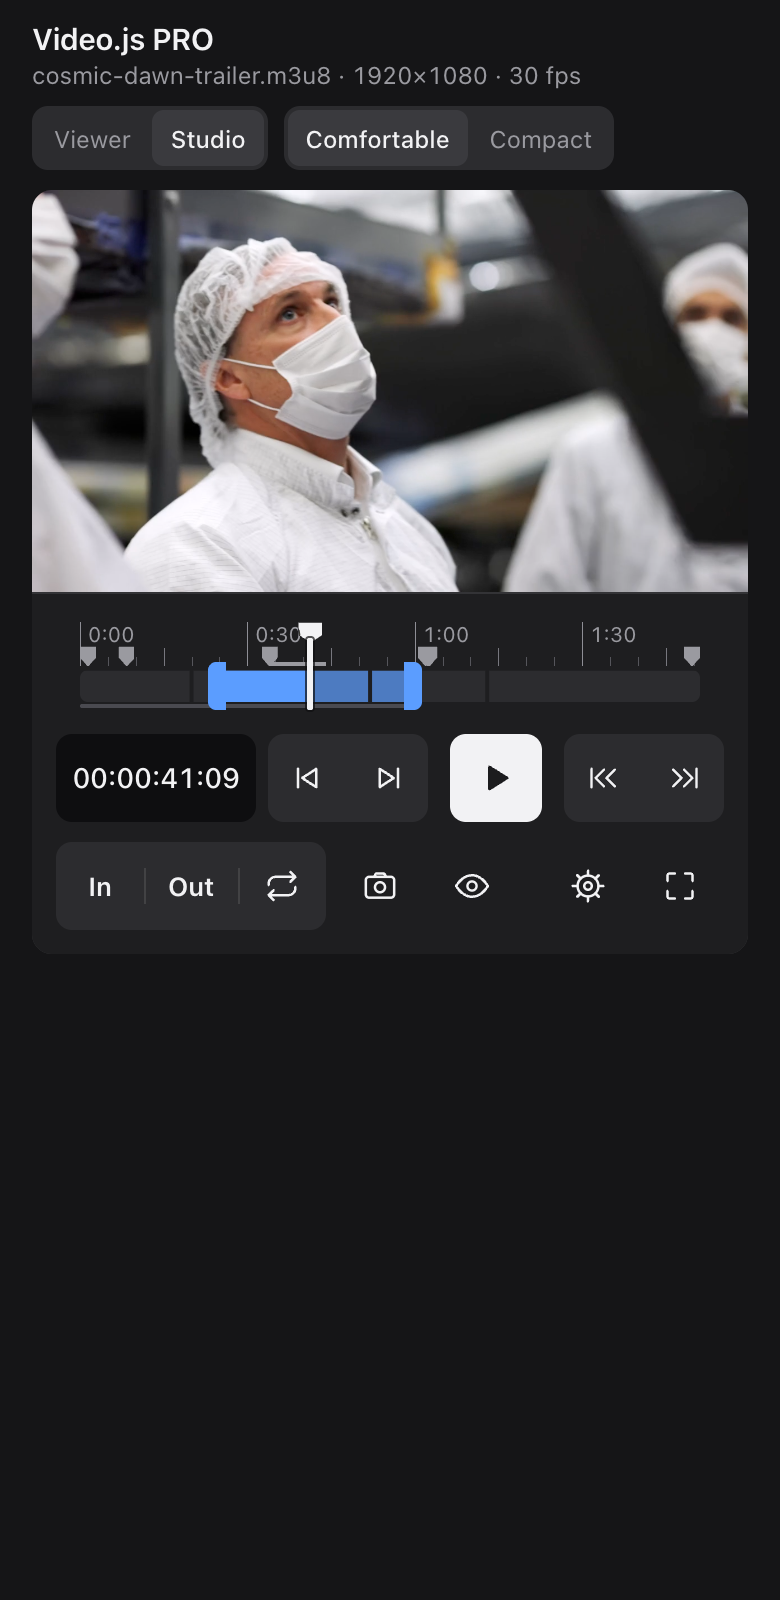 Video.js PRO
cosmic-dawn-trailer.m3u8 · 1920×1080 · 30 fps
Viewer Studio Comfortable Compact
0:00 0:30 1:00 1:30
00:00:41:09
In Out